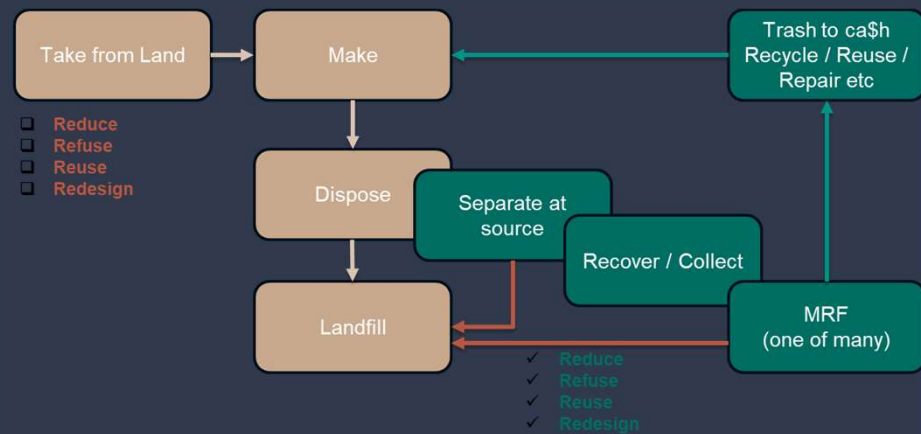 Take from Land
Make
Trash to ca$h
Recycle / Reuse /
Repair etc
❑ Reduce
❑ Refuse
❑ Reuse
❑ Redesign
Dispose
Separate at
source
Recover / Collect
Landfill
MRF
(one of many)
✓ Reduce
✓ Refuse
✓ Reuse
✓ Redesign